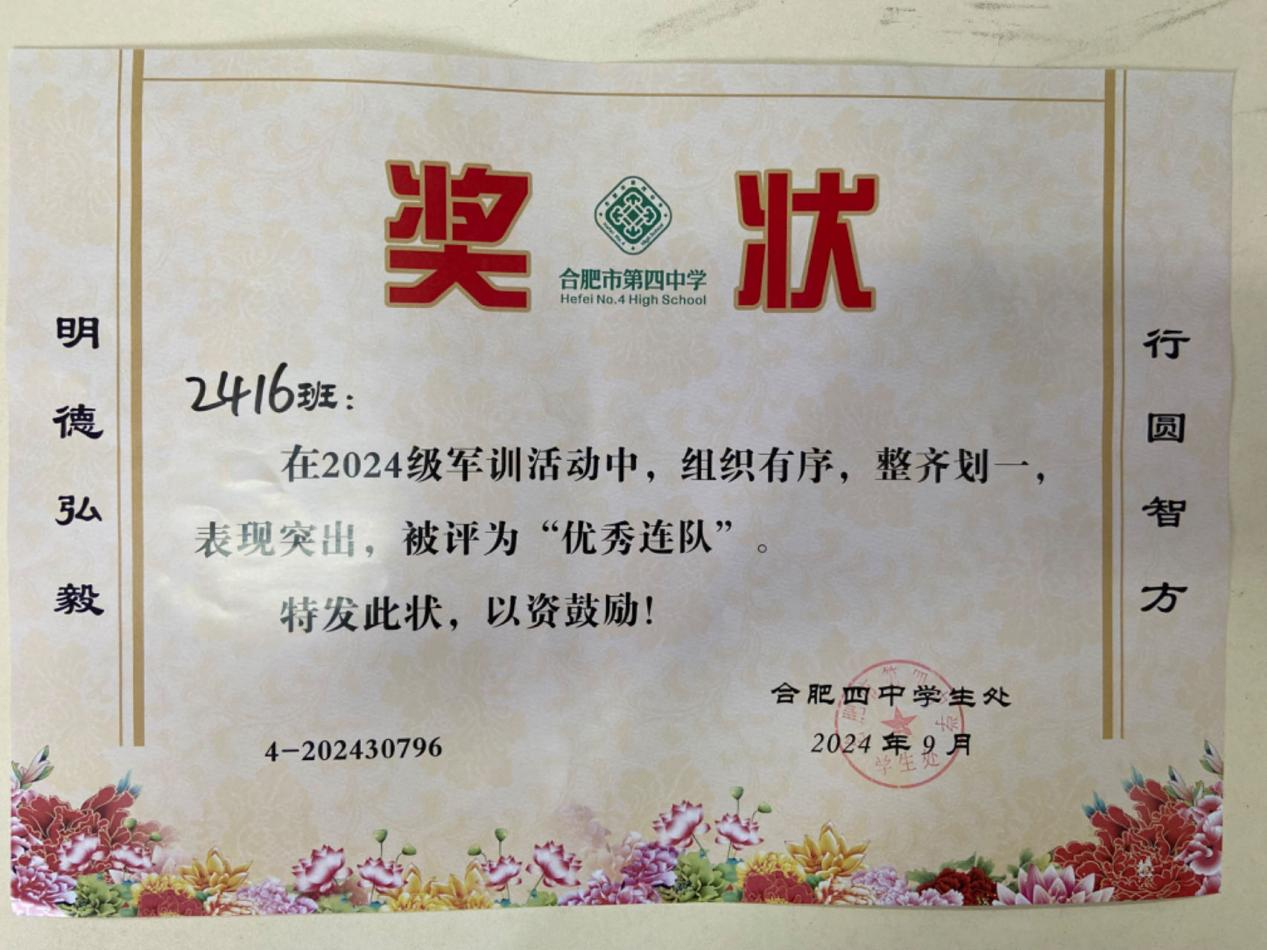 奖 状
合肥市第四中学
Hefei No.4 High School
明德弘毅
行圆智方
2416班：
在2024级军训活动中，组织有序，整齐划一，
表现突出，被评为“优秀连队”。
特发此状，以资鼓励！
合肥四中学生处
2024 年 9 月
4-202430796
学生处